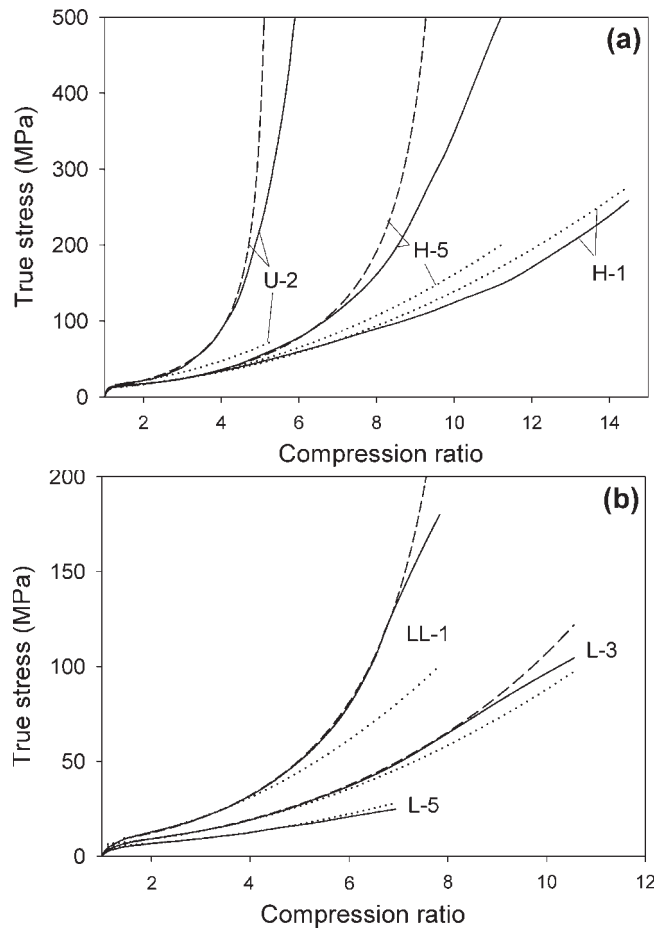 (a)
True stress (MPa)
500
400
300
200
100
0
U-2
H-5
H-1
2 4 6 8 10 12 14
Compression ratio
(b)
True stress (MPa)
200
150
100
50
0
LL-1
L-3
L-5
2 4 6 8 10
Compression ratio